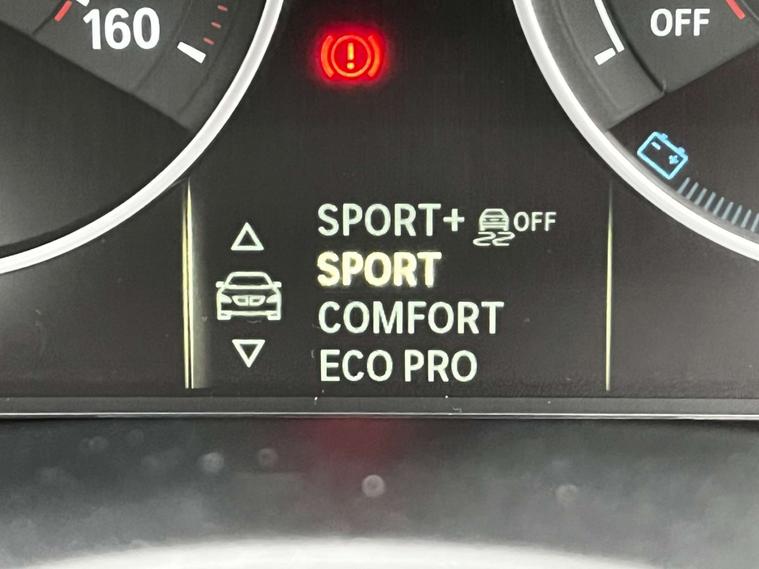 160
OFF
SPORT+ OFF
SPORT
COMFORT
ECO PRO